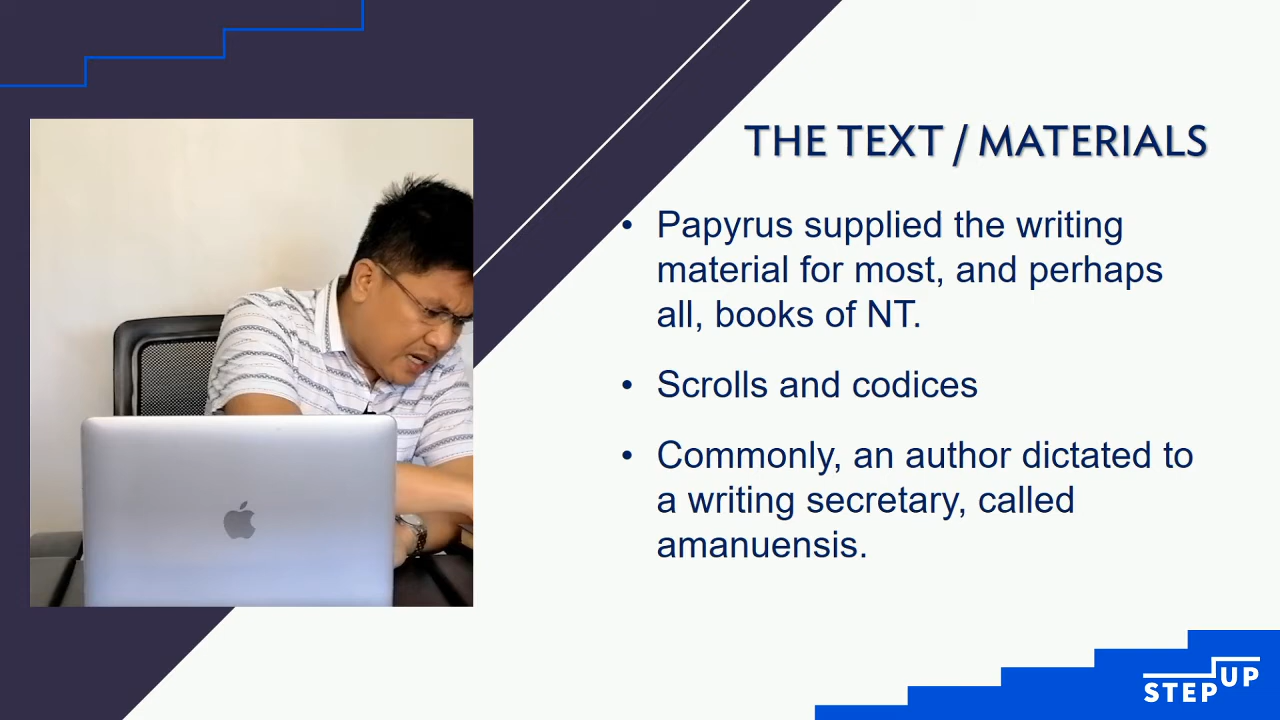 THE TEXT / MATERIALS
• Papyrus supplied the writing
material for most, and perhaps
all, books of NT.
• Scrolls and codices
• Commonly, an author dictated to
a writing secretary, called
amanuensis.
STEP UP